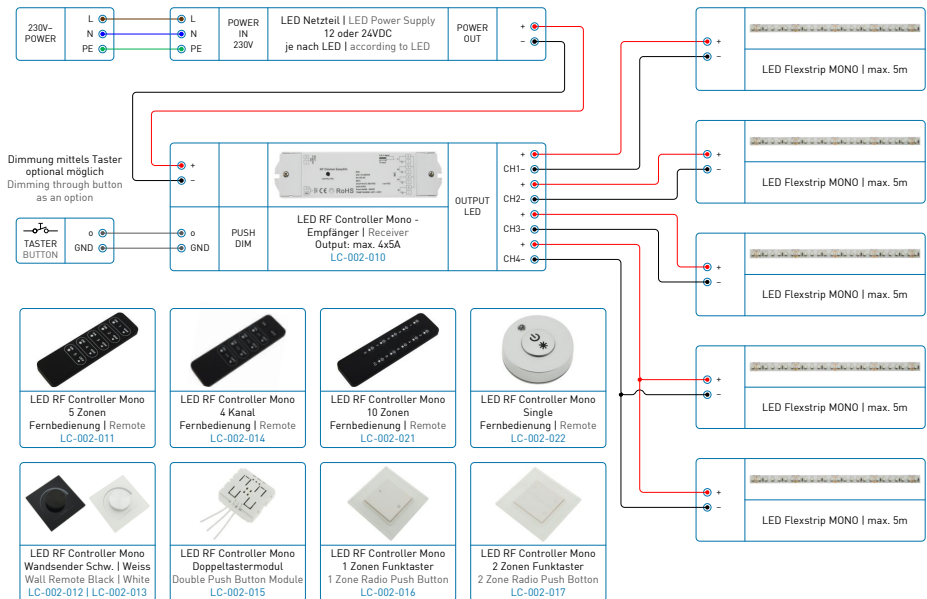 230V~
POWER
L
N
PE
L
N
PE
POWER
IN
230V
LED Netzteil | LED Power Supply
12 oder 24VDC
je nach LED | according to LED
POWER
OUT
+
−
+
−
LED Flexstrip MONO | max. 5m
+
−
LED Flexstrip MONO | max. 5m
+
−
LED Flexstrip MONO | max. 5m
+
−
LED Flexstrip MONO | max. 5m
+
−
LED Flexstrip MONO | max. 5m
Dimmung mittels Taster
optional möglich
Dimming through button
as an option
TASTER
BUTTON
o
GND
+
−
o
GND
PUSH
DIM
RoHS
LED RF Controller Mono -
Empfänger | Receiver
Output: max. 4x5A
LC-002-010
OUTPUT
LED
+
CH1−
+
CH2−
+
CH3−
+
CH4−
LED RF Controller Mono
5 Zonen
Fernbedienung | Remote
LC-002-011
LED RF Controller Mono
4 Kanal
Fernbedienung | Remote
LC-002-014
LED RF Controller Mono
10 Zonen
Fernbedienung | Remote
LC-002-021
LED RF Controller Mono
Single
Fernbedienung | Remote
LC-002-022
LED RF Controller Mono
Wandsender Schw. | Weiss
Wall Remote Black | White
LC-002-012 | LC-002-013
LED RF Controller Mono
Doppeltastermodul
Double Push Button Module
LC-002-015
LED RF Controller Mono
1 Zonen Funktaster
1 Zone Radio Push Button
LC-002-016
LED RF Controller Mono
2 Zonen Funktaster
2 Zone Radio Push Botton
LC-002-017